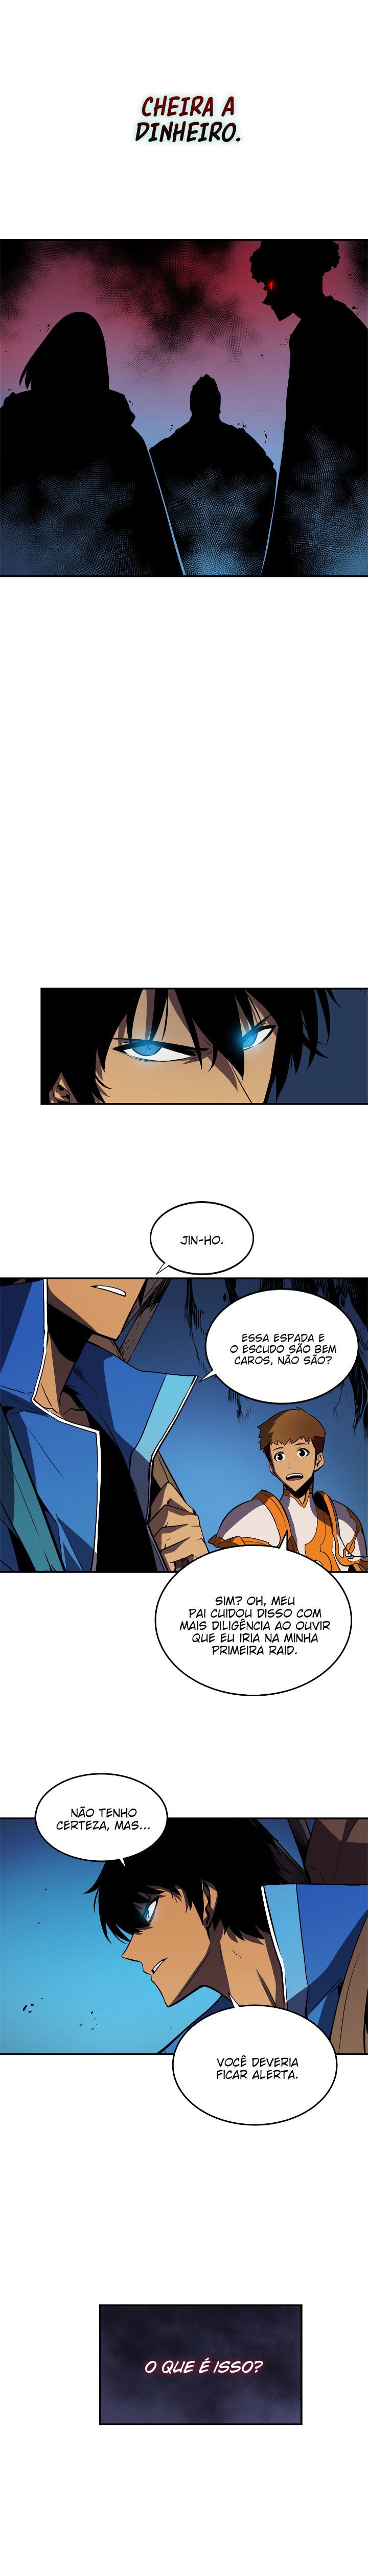 CHEIRA A
DINHEIRO.
JIN-HO.
ESSA ESPADA E
O ESCUDO SÃO BEM
CAROS, NÃO SÃO?
SIM? OH, MEU
PAI CUIDOU DISSO COM
MAIS DILIGÊNCIA AO OUVIR
QUE EU IRIA NA MINHA
PRIMEIRA RAID.
NÃO TENHO
CERTEZA, MAS...
VOCÊ DEVERIA
FICAR ALERTA.
O QUE É ISSO?